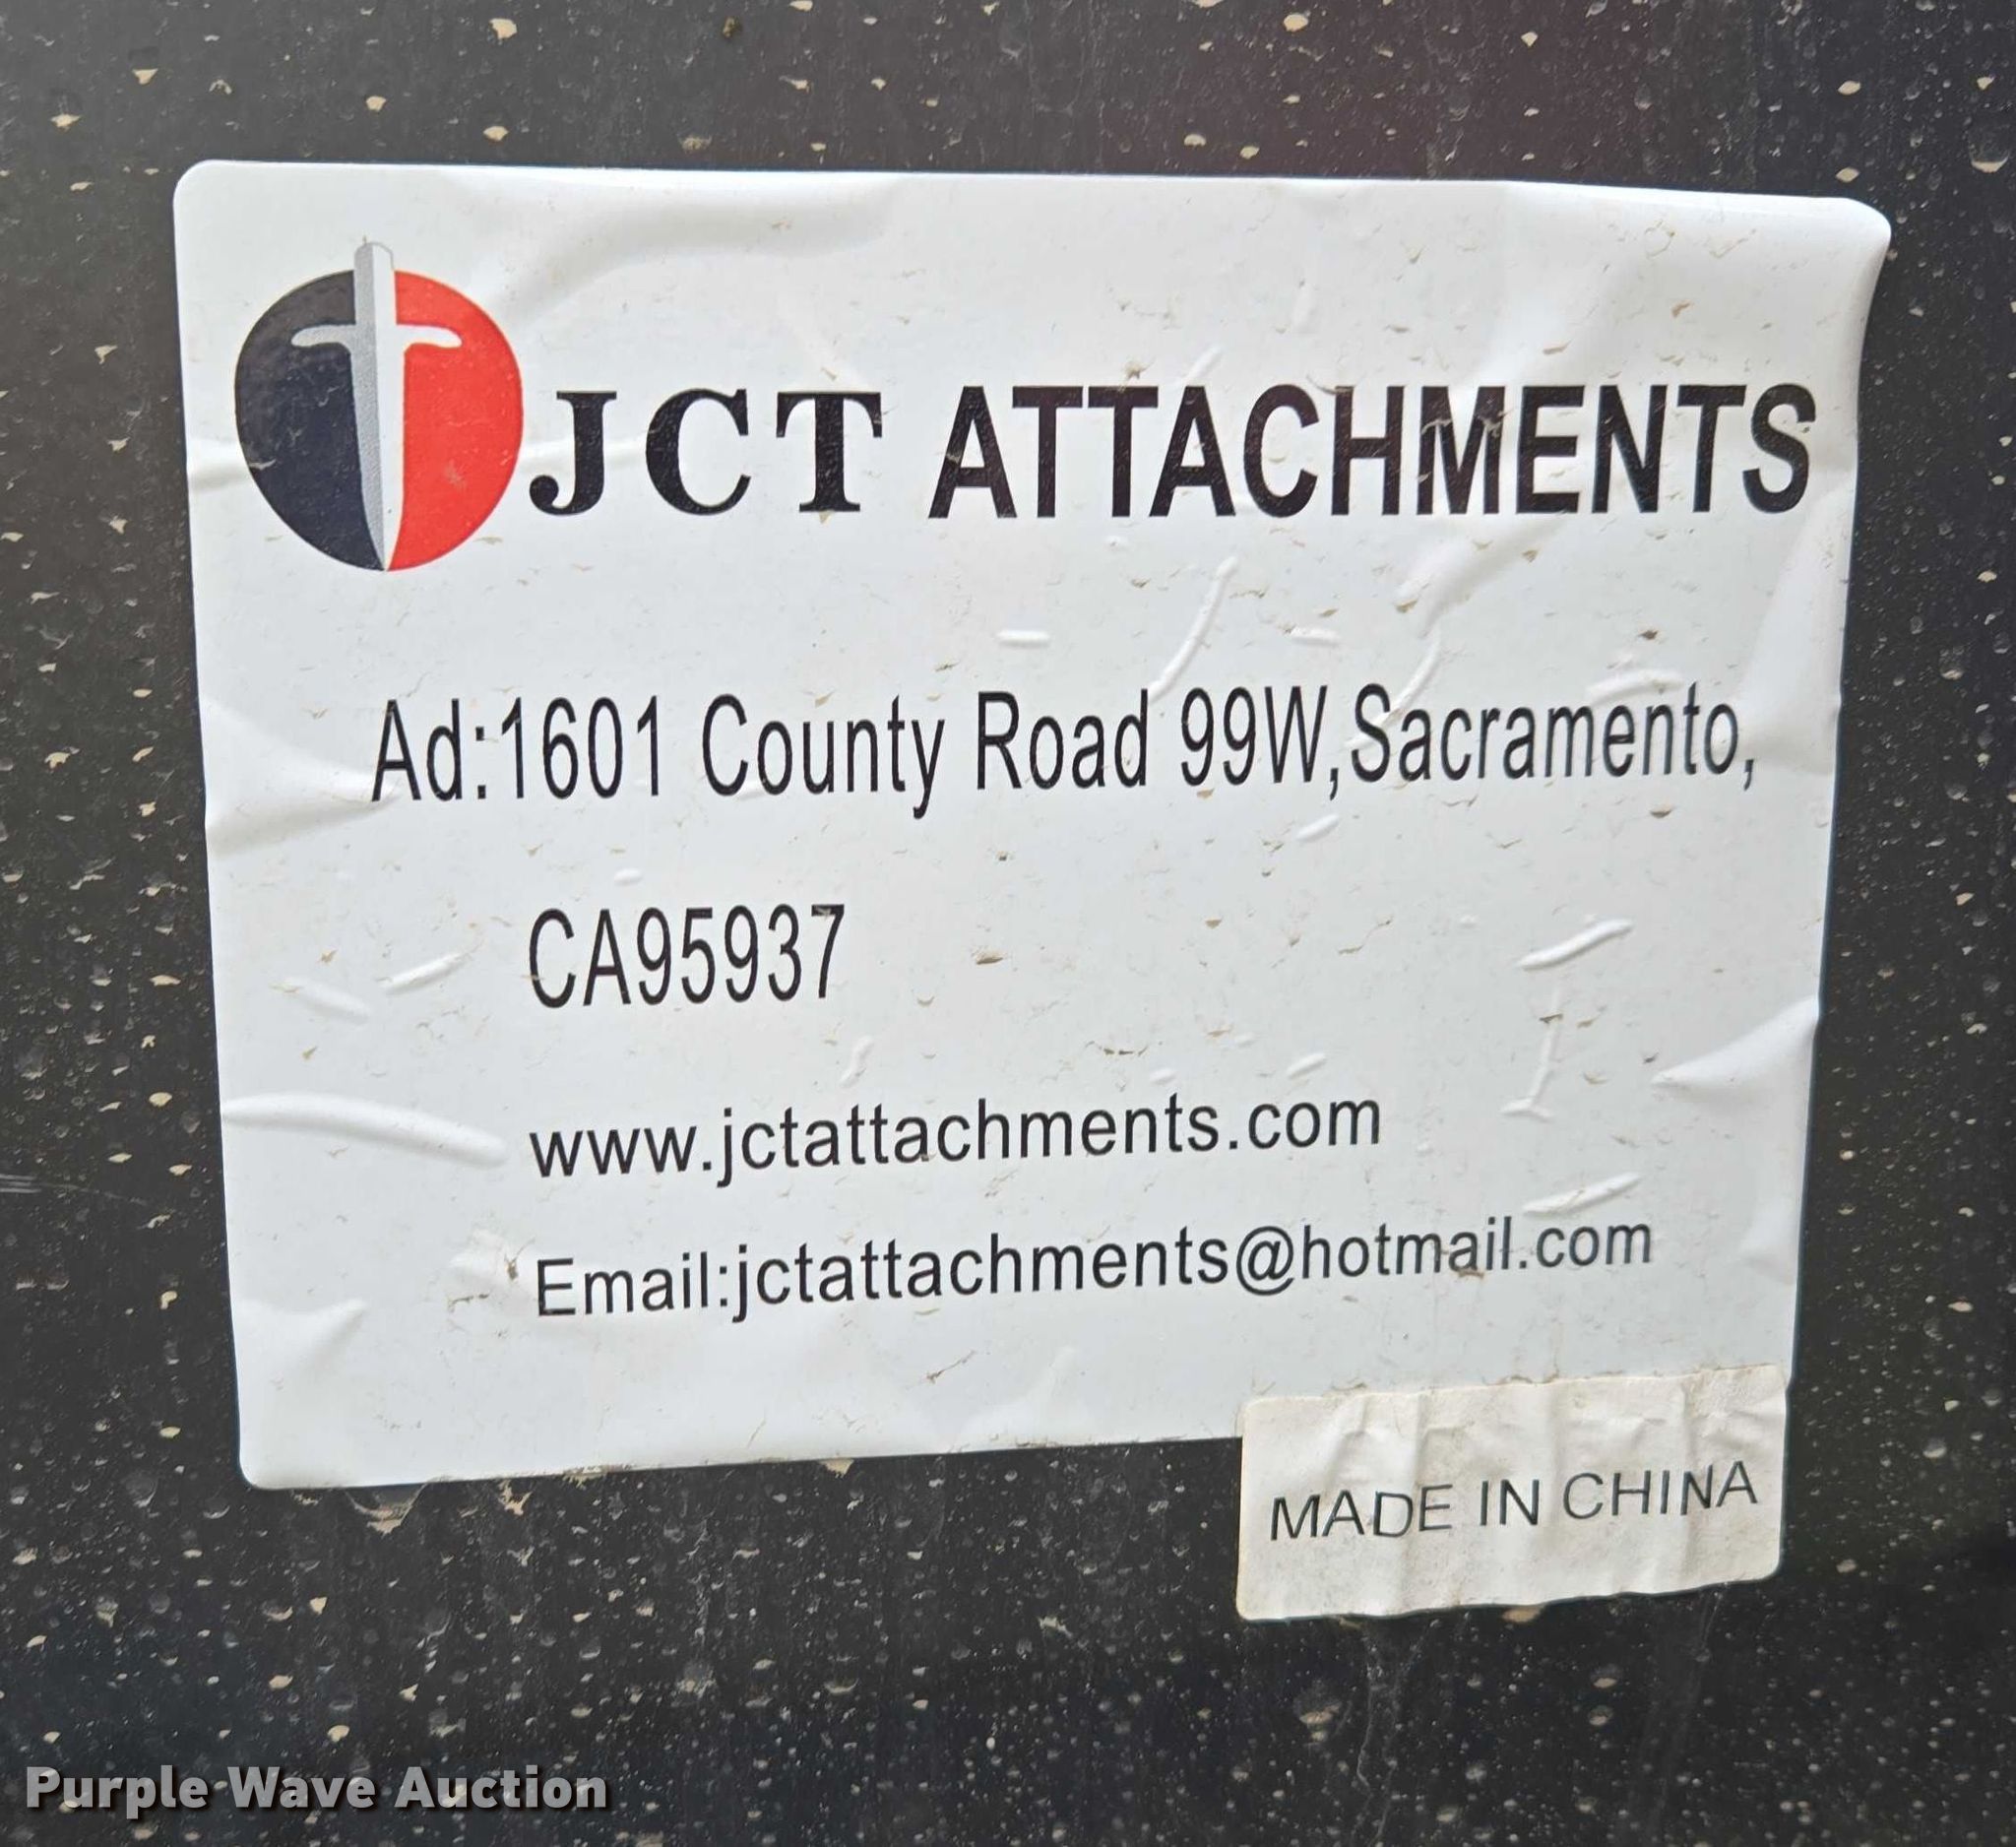 JCT ATTACHMENTS
Ad:1601 County Road 99W,Sacramento,
CA95937
www.jctattachments.com
Email:jctattachments@hotmail.com
MADE IN CHINA
Purple Wave Auction